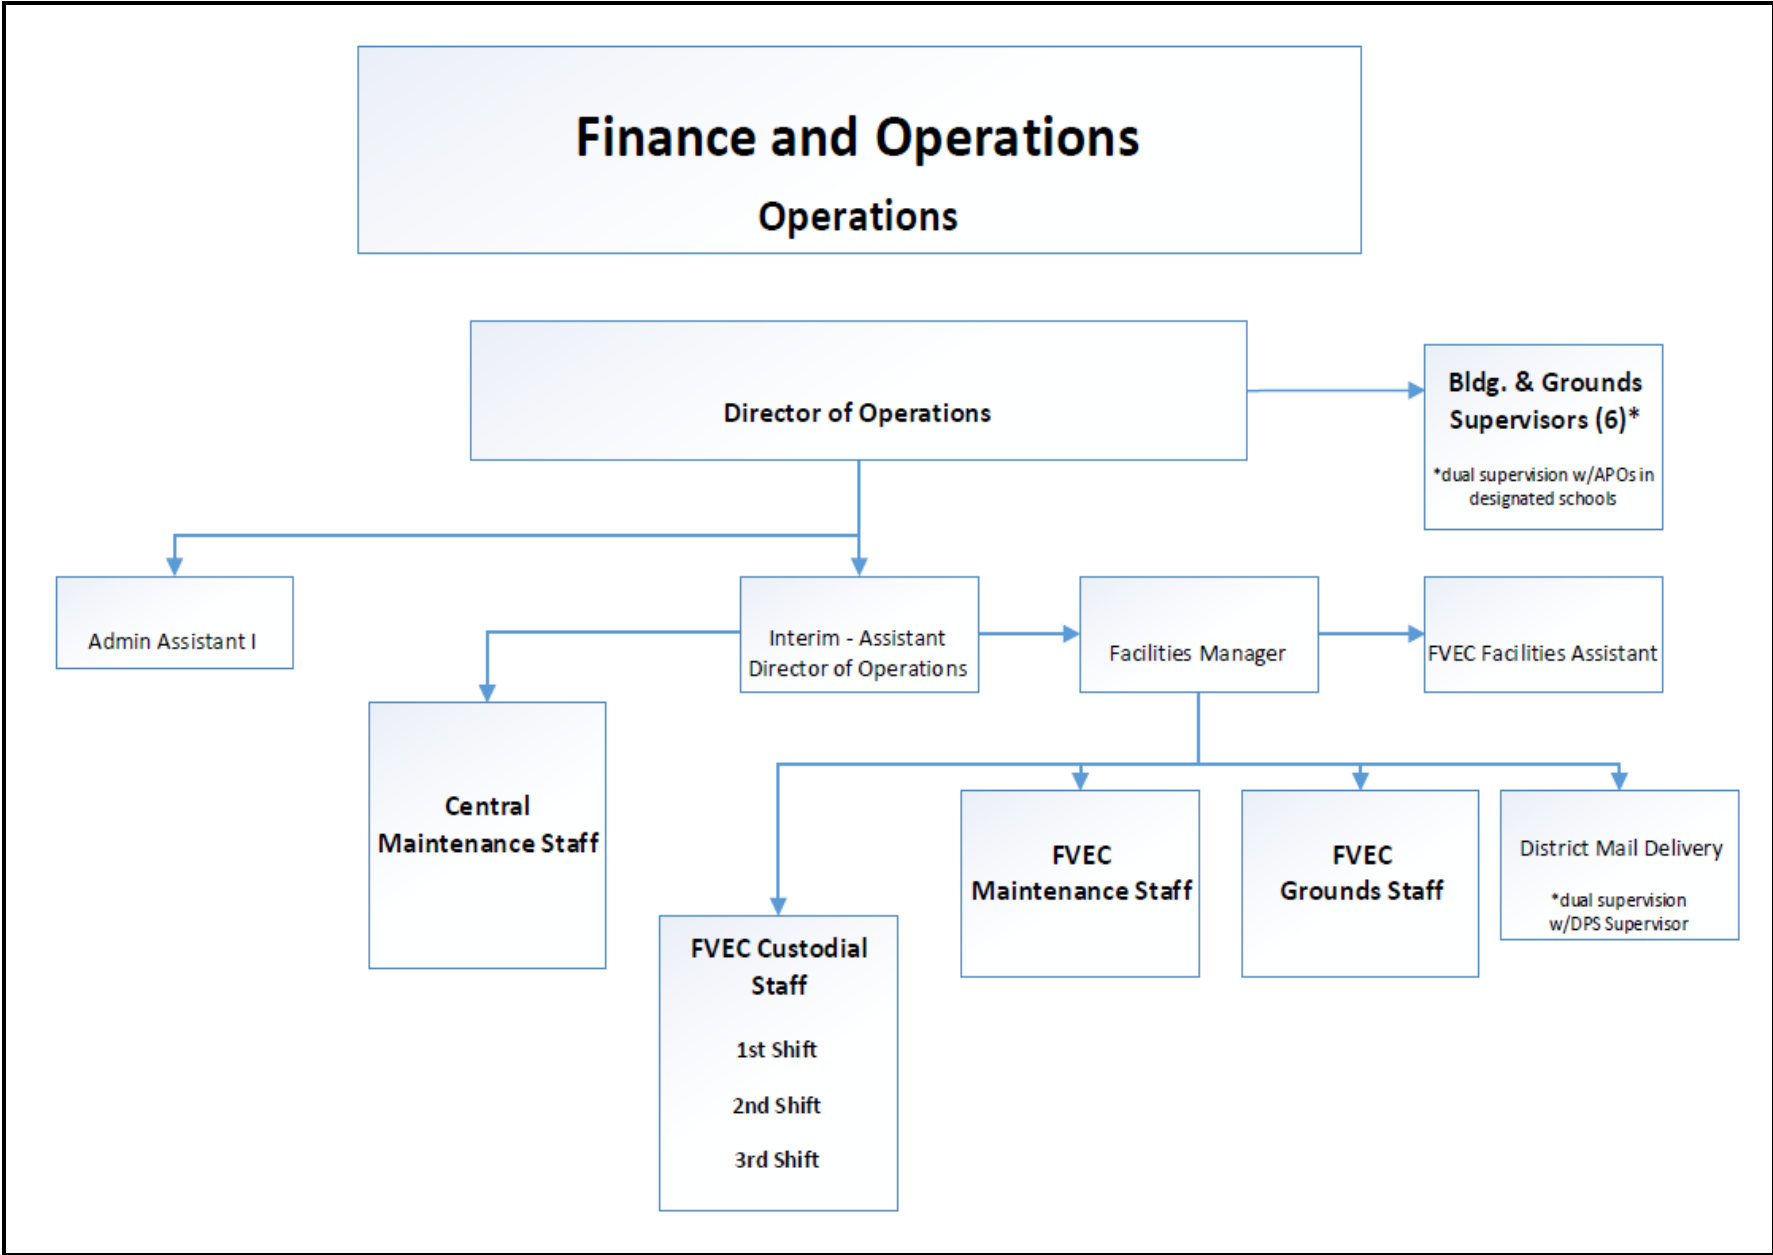 Finance and Operations
Operations
Director of Operations
Bldg. & Grounds
Supervisors (6)*
*dual supervision w/APOs in
designated schools
Admin Assistant I
Interim - Assistant
Director of Operations
Facilities Manager
FVEC Facilities Assistant
Central
Maintenance Staff
FVEC Custodial
Staff
1st Shift
2nd Shift
3rd Shift
FVEC
Maintenance Staff
FVEC
Grounds Staff
District Mail Delivery
*dual supervision
w/DPS Supervisor